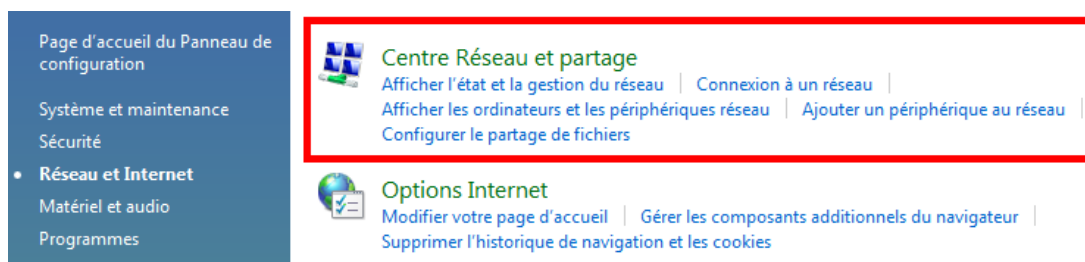 Page d'accueil du Panneau de
configuration
Système et maintenance
Sécurité
Réseau et Internet
Matériel et audio
Programmes
Centre Réseau et partage
Afficher l'état et la gestion du réseau Connexion à un réseau
Afficher les ordinateurs et les périphériques réseau Ajouter un périphérique au réseau
Configurer le partage de fichiers
Options Internet
Modifier votre page d'accueil Gérer les composants additionnels du navigateur
Supprimer l'historique de navigation et les cookies